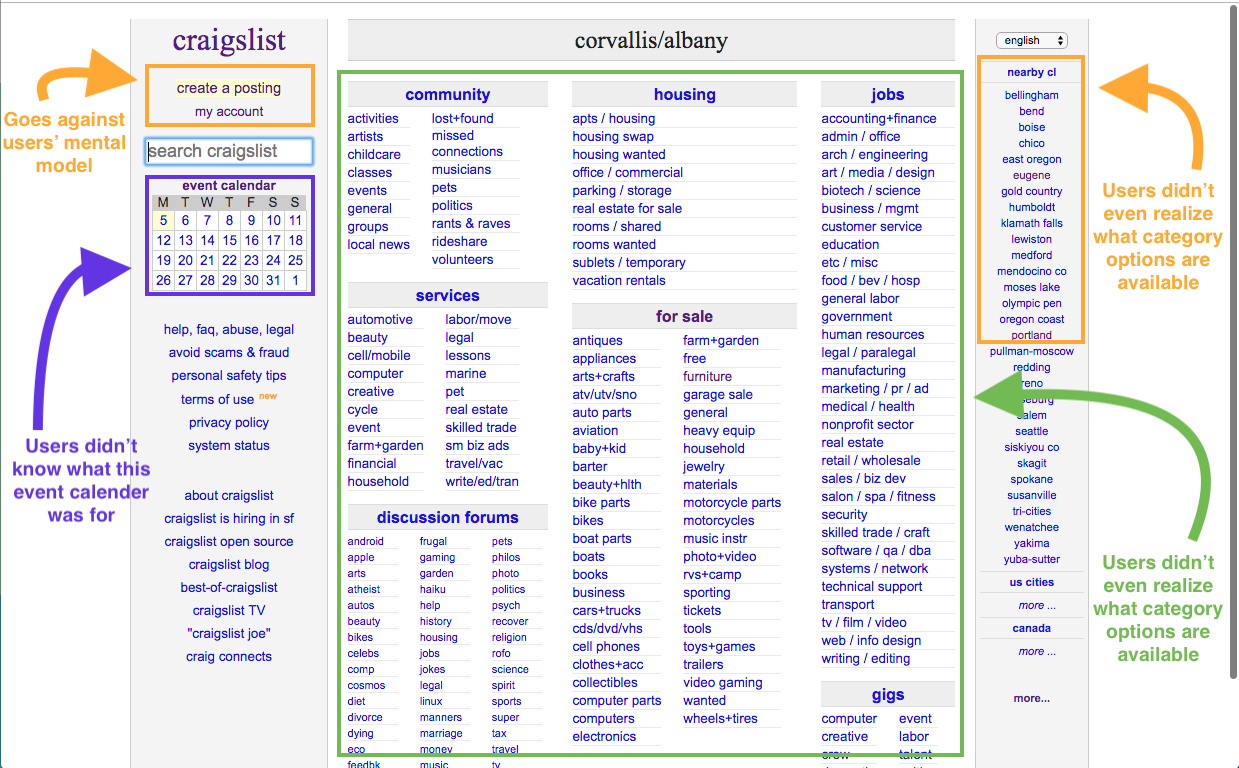 craigslist
create a posting
my account
search craigslist
event calendar
M T W T F S S
5 6 7 8 9 10 11
12 13 14 15 16 17 18
19 20 21 22 23 24 25
26 27 28 29 30 31 1
help, faq, abuse, legal
avoid scams & fraud
personal safety tips
terms of use new
privacy policy
system status
about craigslist
craigslist is hiring in sf
craigslist open source
craigslist blog
best-of-craigslist
craigslist TV
"craigslist joe"
craig connects
Goes against
users’ mental
model
Users didn’t
know what this
event calender
was for
corvallis/albany
community
activities
artists
childcare
classes
events
general
groups
local news
lost+found
missed
connections
musicians
pets
politics
rants & raves
rideshare
volunteers
services
automotive
beauty
cell/mobile
computer
creative
cycle
event
farm+garden
financial
household
labor/move
legal
lessons
marine
pet
real estate
skilled trade
sm biz ads
travel/vac
write/ed/tran
discussion forums
android
apple
arts
atheist
autos
beauty
bikes
celebs
comp
cosmos
diet
divorce
dying
eco
feedbk
frugal
gaming
garden
haiku
help
history
housing
jobs
jokes
legal
linux
manners
marriage
money
music
pets
philos
photo
politics
psych
recover
religion
rofo
science
spirit
sports
super
tax
travel
tv
housing
apts / housing
housing swap
housing wanted
office / commercial
parking / storage
real estate for sale
rooms / shared
rooms wanted
sublets / temporary
vacation rentals
for sale
antiques
appliances
arts+crafts
atv/utv/sno
auto parts
aviation
baby+kid
barter
beauty+hlth
bike parts
bikes
boat parts
boats
books
business
cars+trucks
cds/dvd/vhs
cell phones
clothes+acc
collectibles
computer parts
computers
electronics
farm+garden
free
furniture
garage sale
general
heavy equip
household
jewelry
materials
motorcycle parts
motorcycles
music instr
photo+video
rvs+camp
sporting
tickets
tools
toys+games
trailers
video gaming
wanted
wheels+tires
jobs
accounting+finance
admin / office
arch / engineering
art / media / design
biotech / science
business / mgmt
customer service
education
etc / misc
food / bev / hosp
general labor
government
human resources
legal / paralegal
manufacturing
marketing / pr / ad
medical / health
nonprofit sector
real estate
retail / wholesale
sales / biz dev
salon / spa / fitness
security
skilled trade / craft
software / qa / dba
systems / network
technical support
transport
tv / film / video
web / info design
writing / editing
gigs
computer
creative
crew
event
labor
talent
english
nearby cl
bellingham
bend
boise
chico
east oregon
eugene
gold country
humboldt
klamath falls
lewiston
medford
mendocino co
moses lake
olympic pen
oregon coast
portland
pullman-moscow
redding
reno
seattle
siskiyou co
skagit
spokane
susanville
tri-cities
wenatchee
yakima
yuba-sutter
us cities
more ...
canada
more ...
more...
Users didn’t
even realize
what category
options are
available
Users didn’t
even realize
what category
options are
available